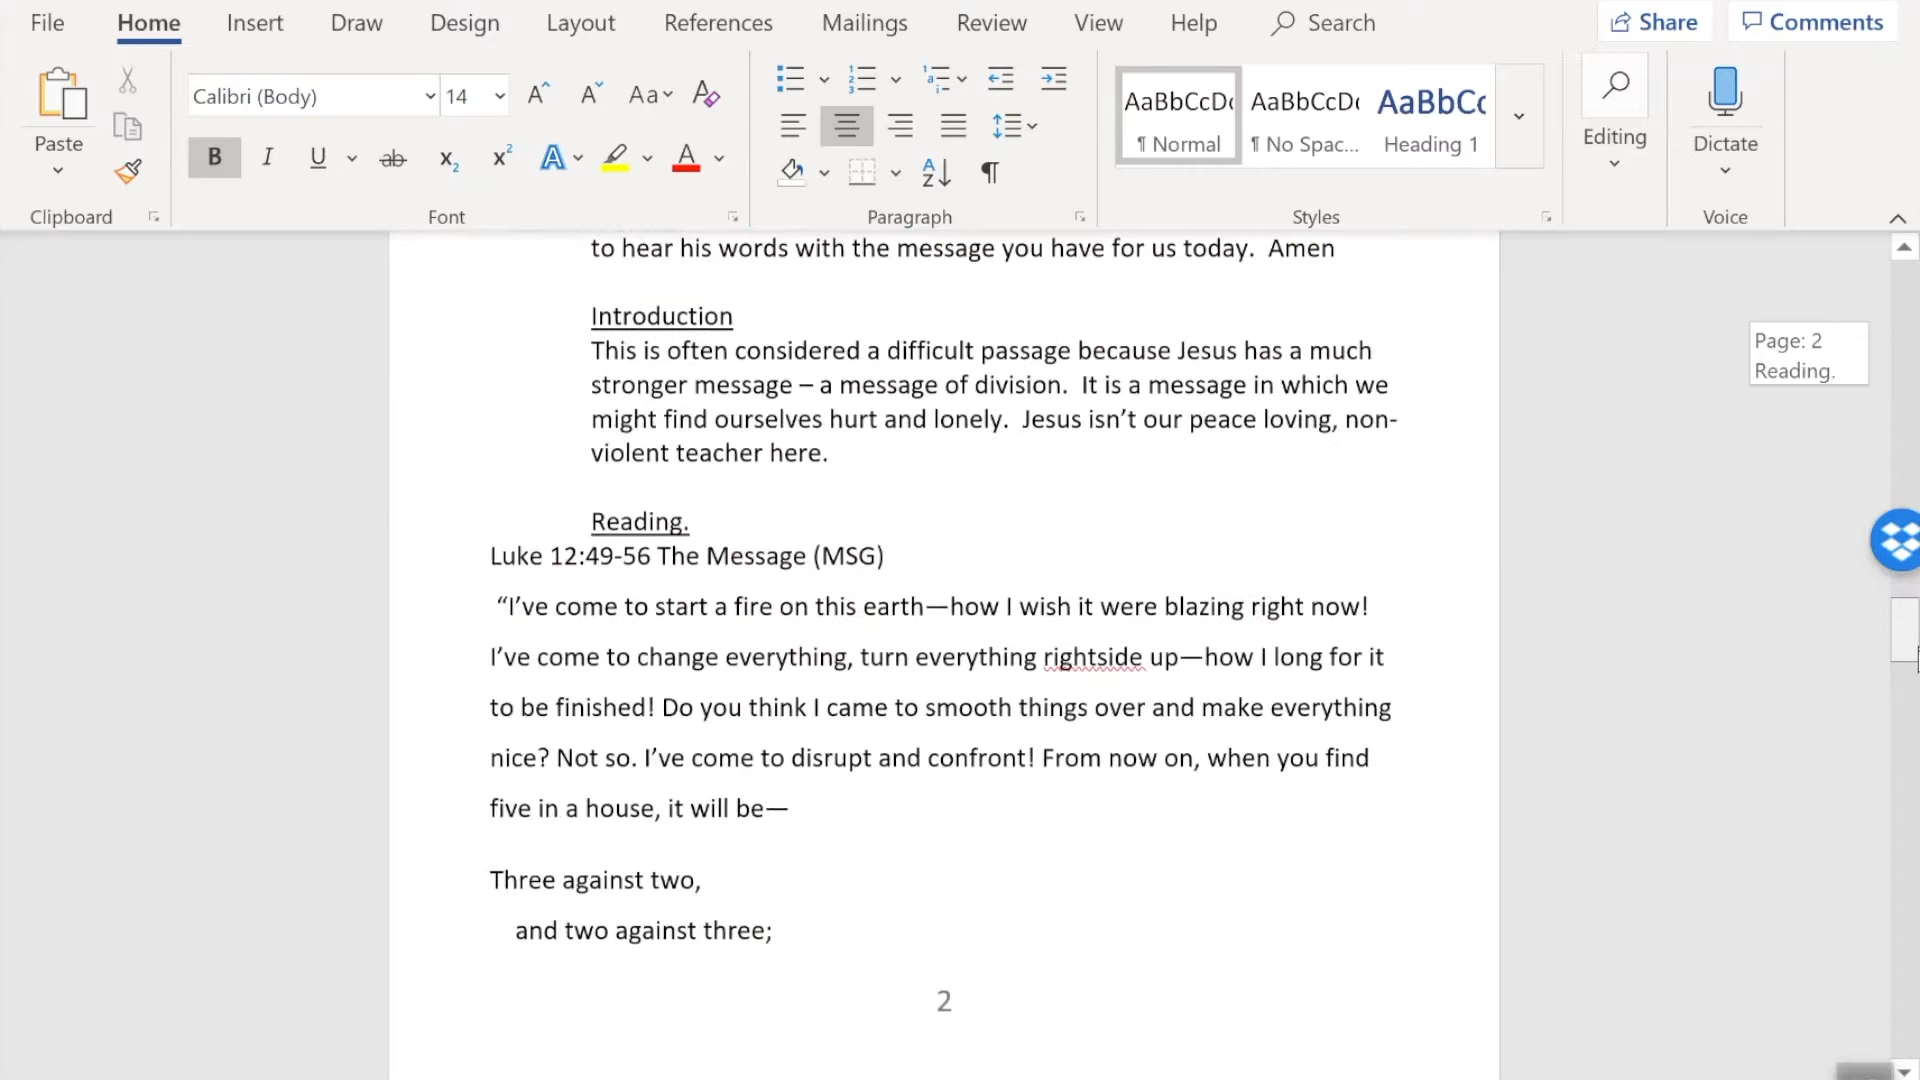 File Home Insert Draw Design Layout References Mailings Review View Help Search Share Comments
Paste
Clipboard
Calibri (Body) 14
Aa
B I U ab x2 x2 A A
Font
Paragraph
AaBbCcDc AaBbCcDc AaBbCc
¶ Normal ¶ No Spac... Heading 1
Styles
Editing
Dictate
Voice
to hear his words with the message you have for us today.  Amen
Introduction
This is often considered a difficult passage because Jesus has a much
stronger message – a message of division.  It is a message in which we
might find ourselves hurt and lonely.  Jesus isn’t our peace loving, non-
violent teacher here.
Reading.
Luke 12:49-56 The Message (MSG)
“I’ve come to start a fire on this earth—how I wish it were blazing right now!
I’ve come to change everything, turn everything rightside up—how I long for it
to be finished! Do you think I came to smooth things over and make everything
nice? Not so. I’ve come to disrupt and confront! From now on, when you find
five in a house, it will be—
Three against two,
and two against three;
2
Page: 2
Reading.